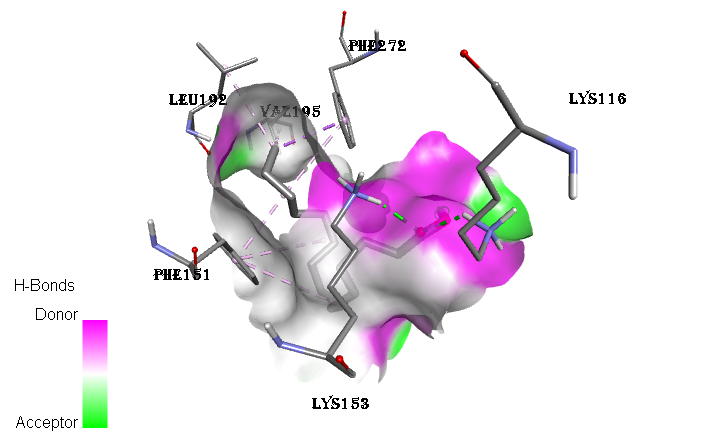 PHE272
LEU192
LYS116
VAL195
PHE151
H-Bonds
Donor
Acceptor
LYS153